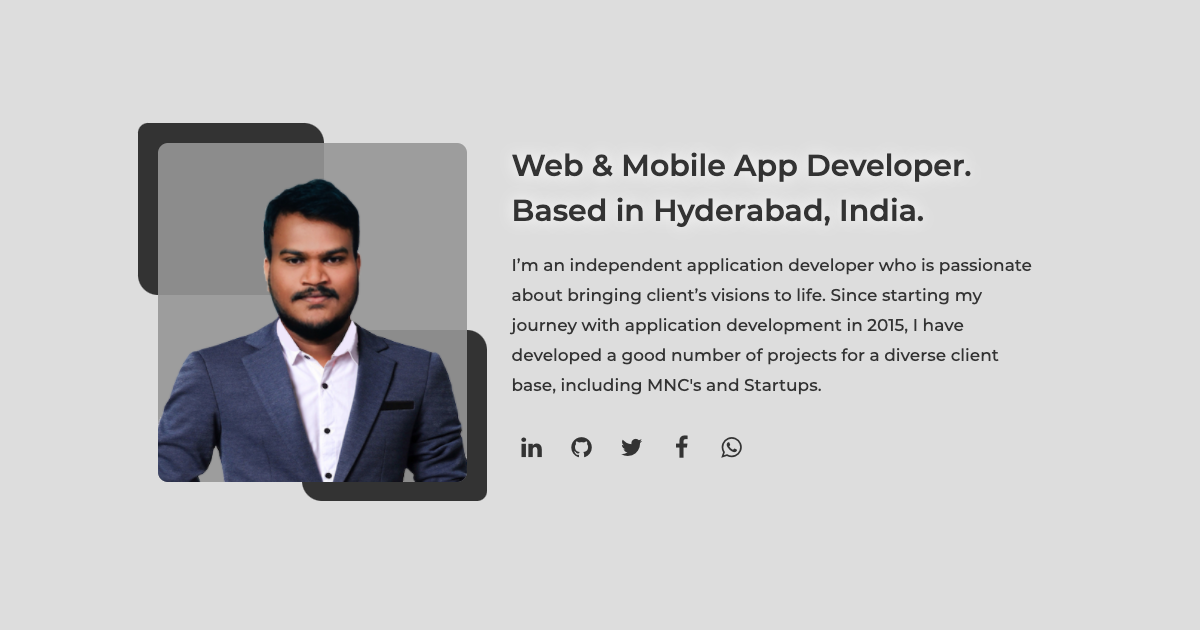 Web & Mobile App Developer.
Based in Hyderabad, India.
I’m an independent application developer who is passionate
about bringing client’s visions to life. Since starting my
journey with application development in 2015, I have
developed a good number of projects for a diverse client
base, including MNC's and Startups.